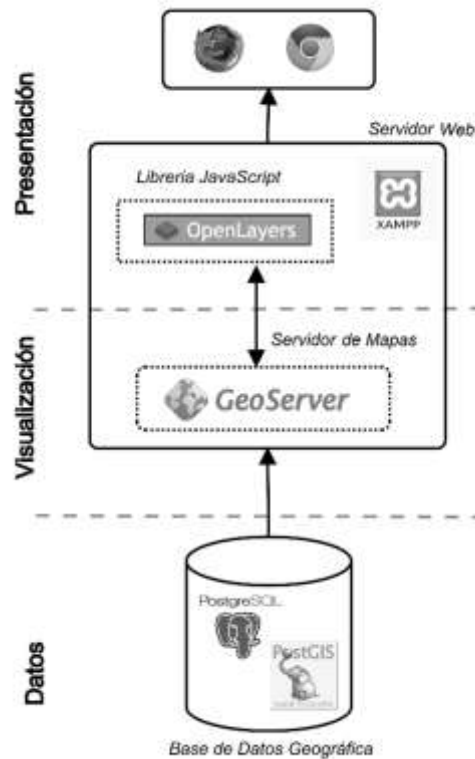 Presentación
Servidor Web
Librería JavaScript
OpenLayers
XAMPP
Visualización
Servidor de Mapas
GeoServer
Datos
PostgreSQL
PostGIS
Base de Datos Geográfica